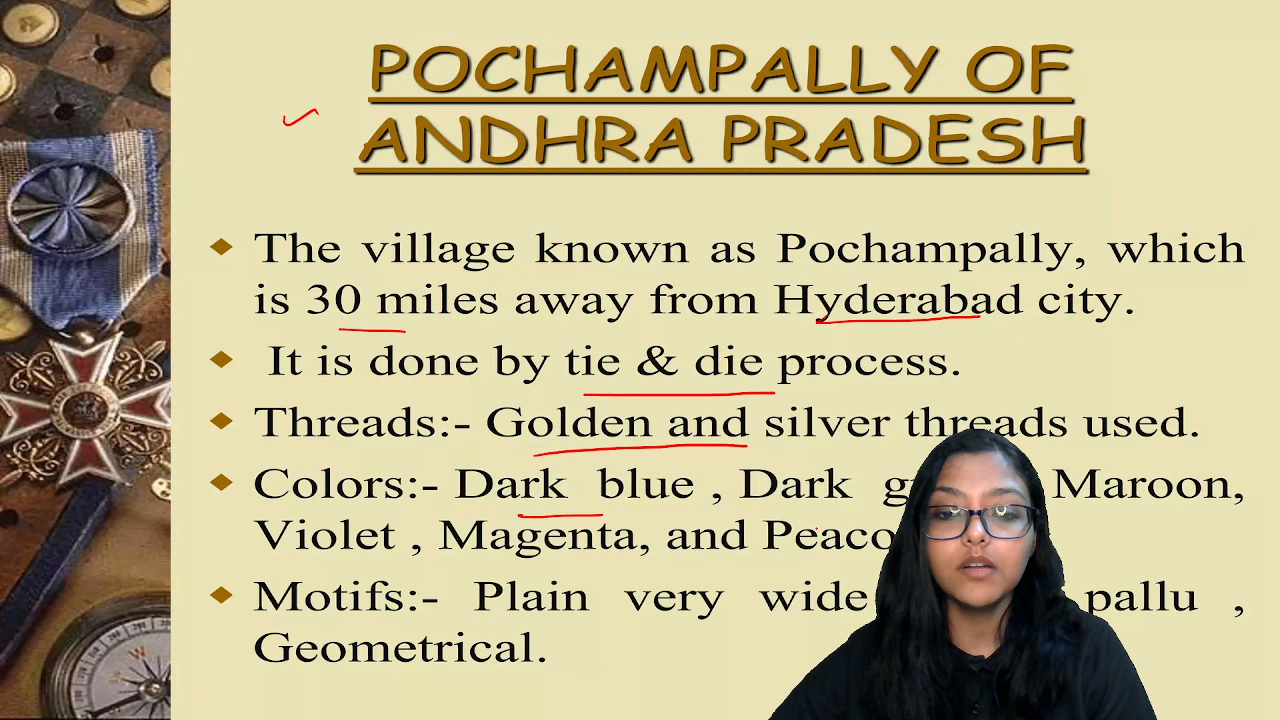 POCHAMPALLY OF
ANDHRA PRADESH
The village known as Pochampally, which
is 30 miles away from Hyderabad city.
It is done by tie & die process.
Threads:- Golden and silver threads used.
Colors:- Dark blue , Dark Maroon,
Violet , Magenta, and
Motifs:- Plain very wide pallu ,
Geometrical.